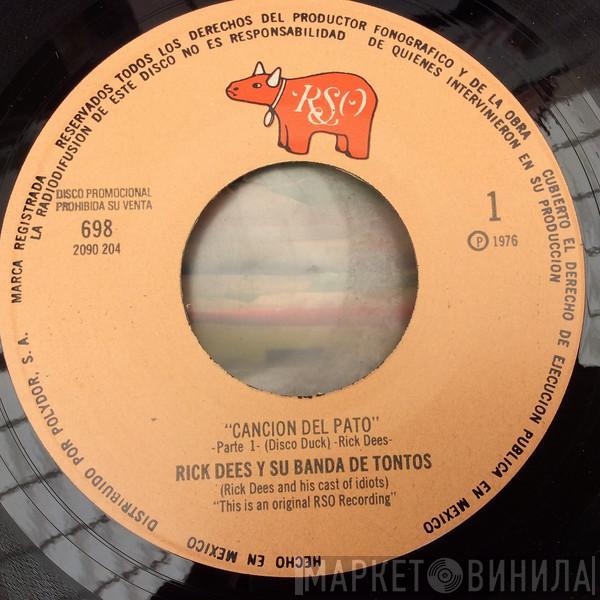 MARCA REGISTRADA RESERVADOS TODOS LOS DERECHOS DEL PRODUCTOR FONOGRAFICO Y DE LA OBRA CUBIERTO EL DERECHO DE EJECUCION PUBLICA EN MEXICO
LA RADIODIFUSION DE ESTE DISCO NO ES RESPONSABILIDAD DE QUIENES INTERVINIERON EN SU PRODUCCION
RSO
DISCO PROMOCIONAL
PROHIBIDA SU VENTA
698
2090 204
1
Ⓟ 1976
"CANCION DEL PATO"
-Parte 1- (Disco Duck) -Rick Dees-
RICK DEES Y SU BANDA DE TONTOS
(Rick Dees and his cast of idiots)
"This is an original RSO Recording"
DISTRIBUIDO POR POLYDOR, S. A.
HECHO EN MEXICO
МАРКЕТ ВИНИЛА